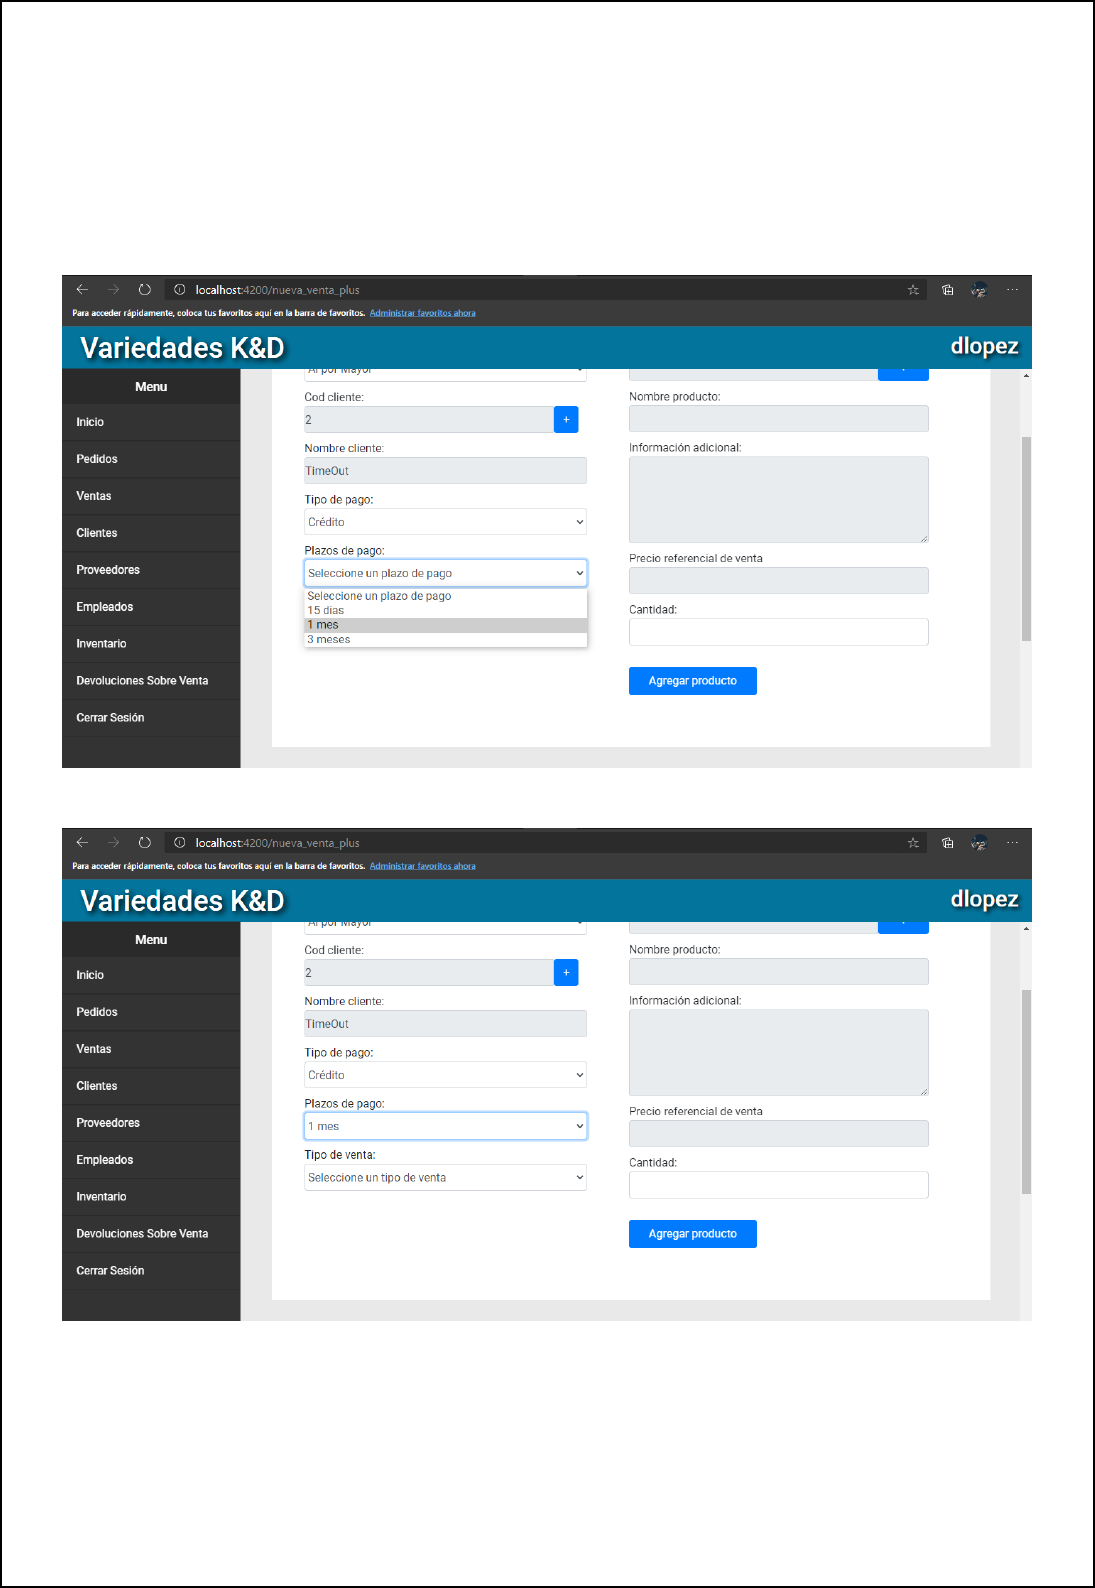 localhost:4200/nueva_venta_plus
Para acceder rápidamente, coloca tus favoritos aquí en la barra de favoritos. Administrar favoritos ahora
Variedades K&D
dlopez
Menu
Inicio
Pedidos
Ventas
Clientes
Proveedores
Empleados
Inventario
Devoluciones Sobre Venta
Cerrar Sesión
Al por Mayor
Cod cliente:
2
+
Nombre cliente:
TimeOut
Tipo de pago:
Crédito
Plazos de pago:
Seleccione un plazo de pago
Seleccione un plazo de pago
15 dias
1 mes
3 meses
Nombre producto:
Información adicional:
Precio referencial de venta
Cantidad:
Agregar producto
localhost:4200/nueva_venta_plus
Para acceder rápidamente, coloca tus favoritos aquí en la barra de favoritos. Administrar favoritos ahora
Variedades K&D
dlopez
Menu
Inicio
Pedidos
Ventas
Clientes
Proveedores
Empleados
Inventario
Devoluciones Sobre Venta
Cerrar Sesión
Al por Mayor
Cod cliente:
2
+
Nombre cliente:
TimeOut
Tipo de pago:
Crédito
Plazos de pago:
1 mes
Tipo de venta:
Seleccione un tipo de venta
Nombre producto:
Información adicional:
Precio referencial de venta
Cantidad:
Agregar producto